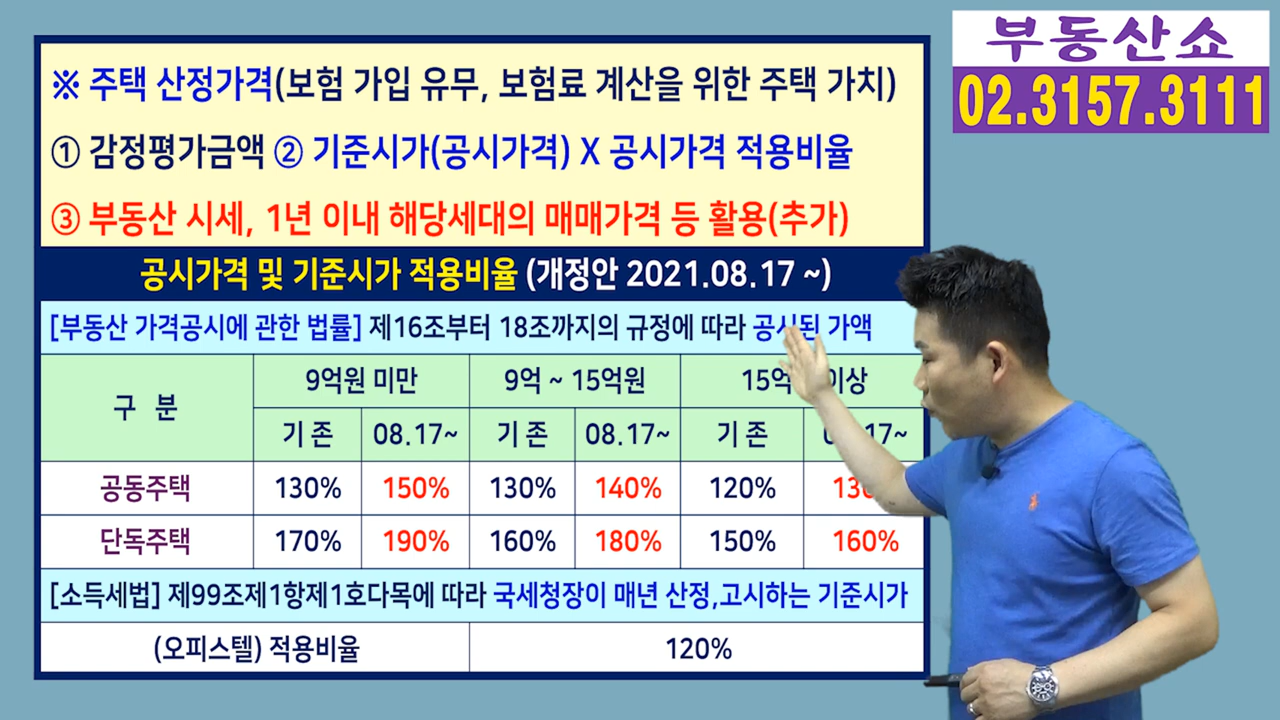 부동산쇼
02.3157.3111
※ 주택 산정가격(보험 가입 유무, 보험료 계산을 위한 주택 가치)
① 감정평가금액 ② 기준시가(공시가격) X 공시가격 적용비율
③ 부동산 시세, 1년 이내 해당세대의 매매가격 등 활용(추가)
공시가격 및 기준시가 적용비율 (개정안 2021.08.17 ~)
[부동산 가격공시에 관한 법률] 제16조부터 18조까지의 규정에 따라 공시된 가액
구 분 9억원 미만 9억 ~ 15억원 15억 이상
기 존 08.17~ 기 존 08.17~ 기 존
공동주택 130% 150% 130% 140% 120%
단독주택 170% 190% 160% 180% 150% 160%
[소득세법] 제99조제1항제1호다목에 따라 국세청장이 매년 산정,고시하는 기준시가
(오피스텔) 적용비율 120%